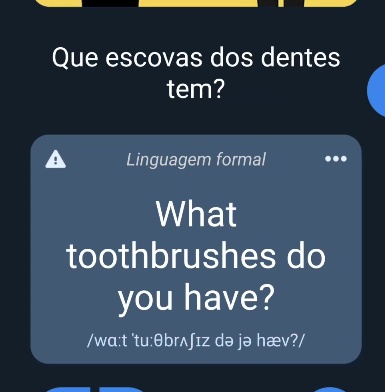 Que escovas dos dentes
tem?
Linguagem formal
What
toothbrushes do
you have?
/wɑːt ˈtuːθbrʌʃɪz də jə hæv?/